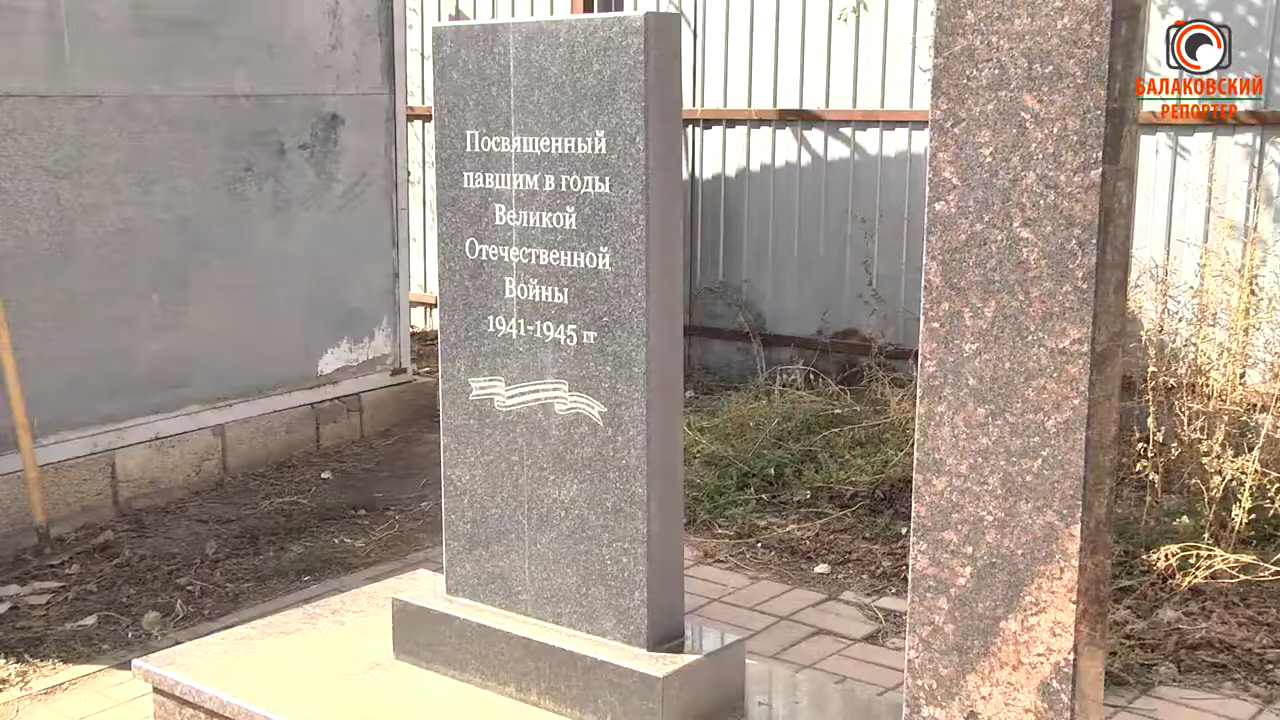 Посвященный
павшим в годы
Великой
Отечественной
Войны
1941-1945 гг
БАЛАКОВСКИЙ
РЕПОРТЕР